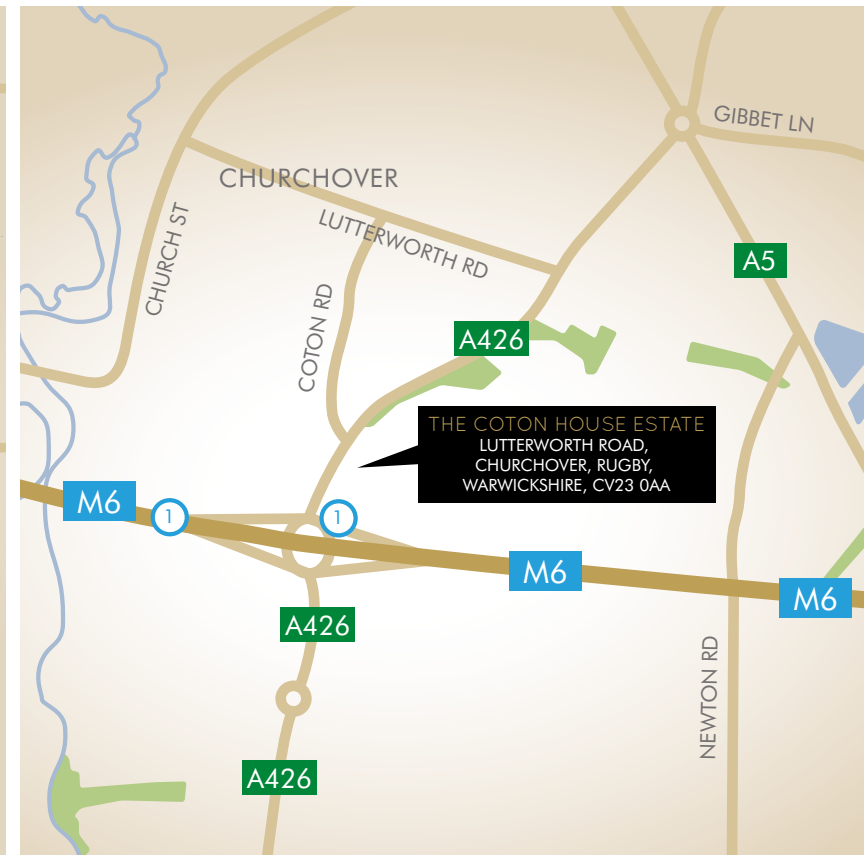 GIBBET LN
CHURCHOVER
CHURCH ST
LUTTERWORTH RD
A5
COTON RD
A426
THE COTON HOUSE ESTATE
LUTTERWORTH ROAD,
CHURCHOVER, RUGBY,
WARWICKSHIRE, CV23 0AA
M6
1
1
M6
M6
A426
NEWTON RD
A426